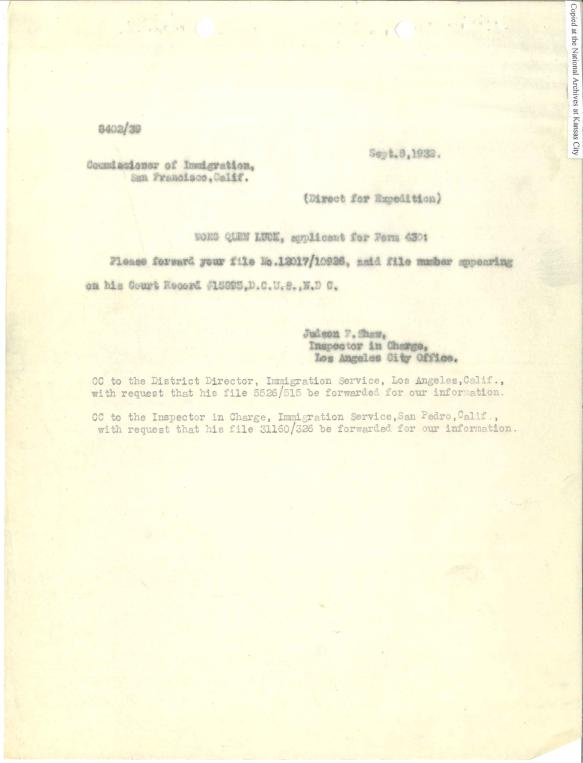 Copied at the National Archives at Kansas City
8402/39
Sept.8,1932.
Commissioner of Immigration,
San Francisco,Calif.
(Direct for Expedition)
WONG QUEN LUCK, applicant for Form 430:
Please forward your file No.12017/10926, said file number appearing
on his Court Record #15895,D.C.U.S.,N.D C.
Judson F.Shaw,
Inspector in Charge,
Los Angeles City Office.
CC to the District Director, Immigration Service, Los Angeles,Calif.,
with request that his file 5526/515 be forwarded for our information.
CC to the Inspector in Charge, Immigration Service,San Pedro,Calif.,
with request that his file 31160/326 be forwarded for our information.